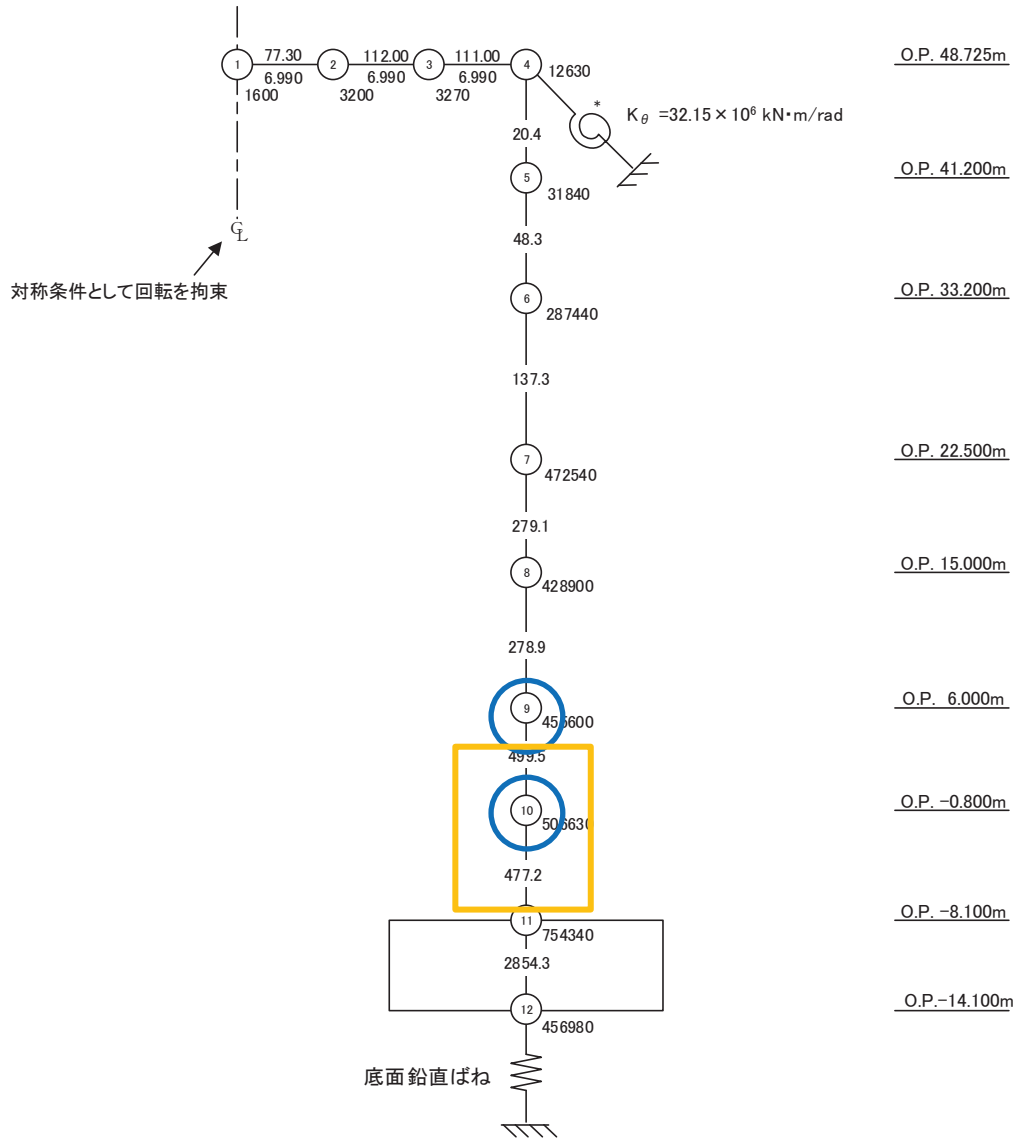 ① 77.30 ② 112.00 ③ 111.00 ④ O.P. 48.725m
6.990 6.990 6.990 12630
1600 3200 3270
* Kθ =32.15×10⁶ kN・m/rad
20.4
⑤ O.P. 41.200m
31840
℄
48.3
対称条件として回転を拘束
⑥ O.P. 33.200m
287440
137.3
⑦ O.P. 22.500m
472540
279.1
⑧ O.P. 15.000m
428900
278.9
⑨ O.P. 6.000m
455600
499.5
⑩ O.P. -0.800m
506630
477.2
⑪ O.P. -8.100m
754340
2854.3
⑫ O.P.-14.100m
456980
底面鉛直ばね